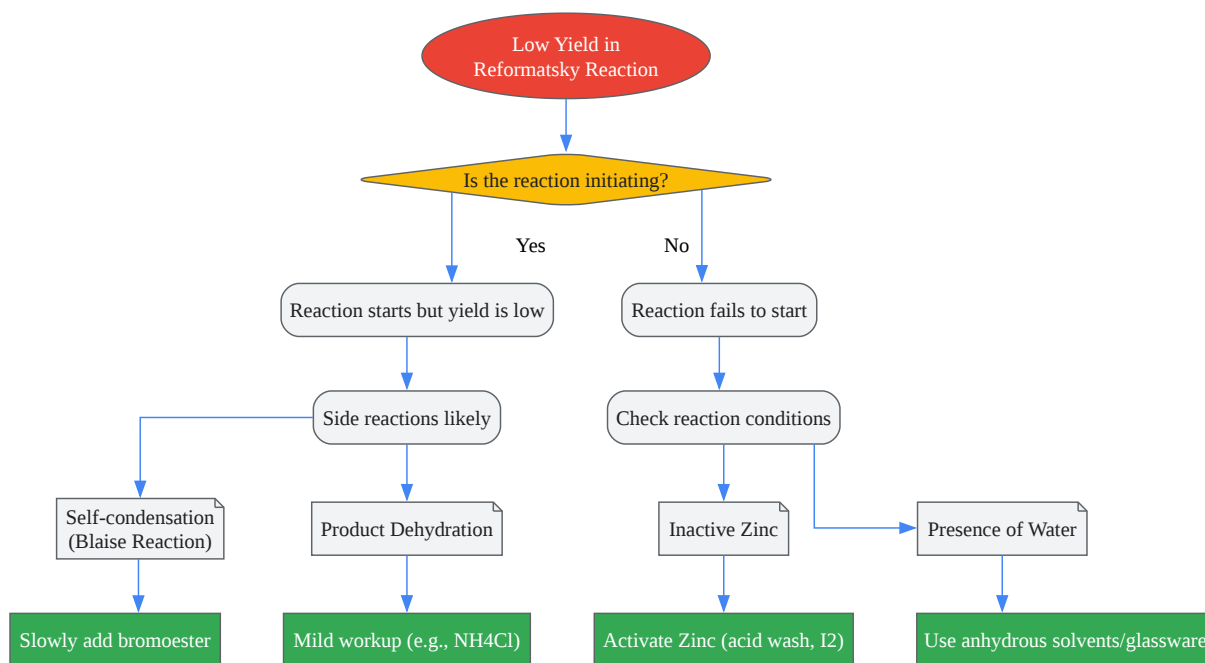 Low Yield in
Reformatsky Reaction
Is the reaction initiating?
Yes
No
Reaction starts but yield is low
Reaction fails to start
Side reactions likely
Check reaction conditions
Self-condensation
(Blaise Reaction)
Product Dehydration
Inactive Zinc
Presence of Water
Slowly add bromoester
Mild workup (e.g., NH4Cl)
Activate Zinc (acid wash, I2)
Use anhydrous solvents/glassware